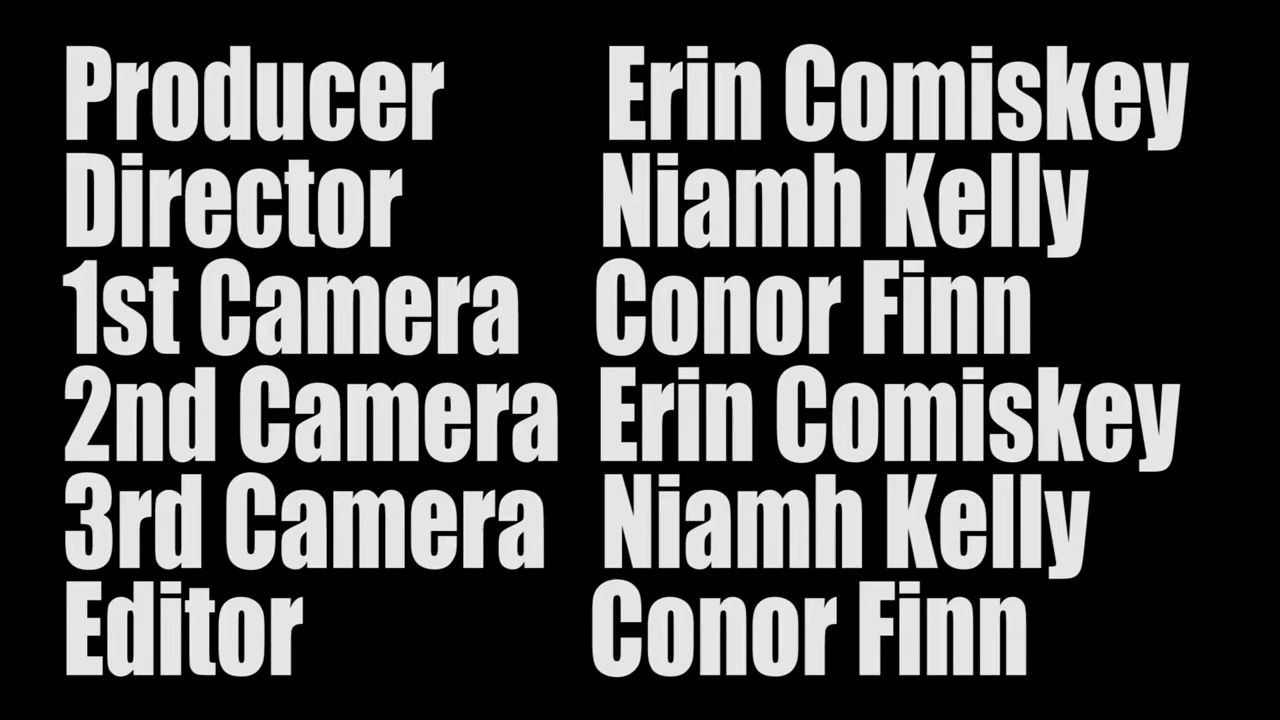 Producer Erin Comiskey
Director Niamh Kelly
1st Camera Conor Finn
2nd Camera Erin Comiskey
3rd Camera Niamh Kelly
Editor Conor Finn